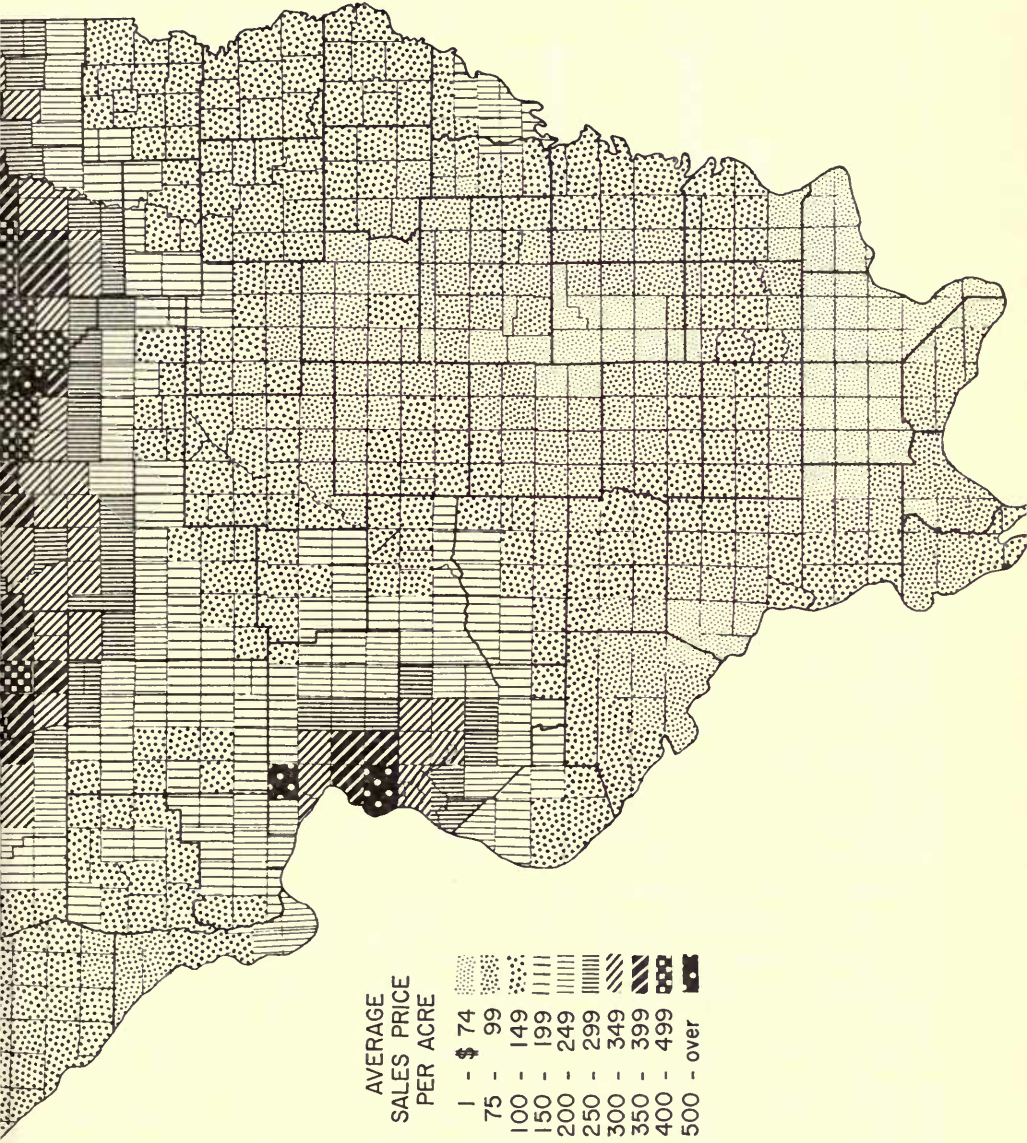 AVERAGE
SALES PRICE
PER ACRE
1 - $ 74
75 - 99
100 - 149
150 - 199
200 - 249
250 - 299
300 - 349
350 - 399
400 - 499
500 - over